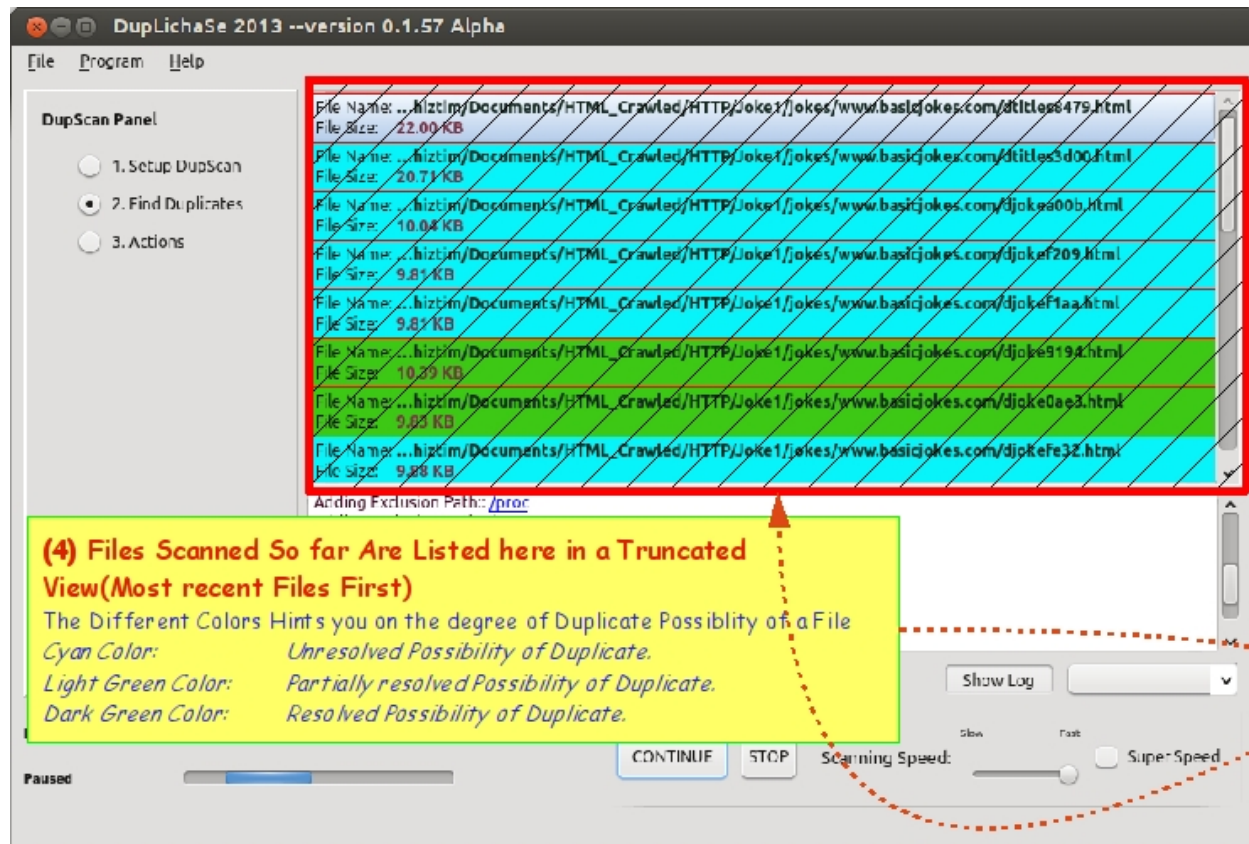 DupLichaSe 2013 --version 0.1.57 Alpha
File Program Help
DupScan Panel
1. Setup DupScan
2. Find Duplicates
3. Actions
File Name: ...hiztim/Documents/HTML_Crawled/HTTP/Joke1/jokes/www.basicjokes.com/dtitles8479.html
File Size: 22.00 KB
File Name: ...hiztim/Documents/HTML_Crawled/HTTP/Joke1/jokes/www.basicjokes.com/dtitles3d00.html
File Size: 20.71 KB
File Name: ...hiztim/Documents/HTML_Crawled/HTTP/Joke1/jokes/www.basicjokes.com/djokea00b.html
File Size: 10.04 KB
File Name: ...hiztim/Documents/HTML_Crawled/HTTP/Joke1/jokes/www.basicjokes.com/djokef209.html
File Size: 9.81 KB
File Name: ...hiztim/Documents/HTML_Crawled/HTTP/Joke1/jokes/www.basicjokes.com/djokef1aa.html
File Size: 9.81 KB
File Name: ...hiztim/Documents/HTML_Crawled/HTTP/Joke1/jokes/www.basicjokes.com/djoke9194.html
File Size: 10.39 KB
File Name: ...hiztim/Documents/HTML_Crawled/HTTP/Joke1/jokes/www.basicjokes.com/djoke0ae3.html
File Size: 9.83 KB
File Name: ...hiztim/Documents/HTML_Crawled/HTTP/Joke1/jokes/www.basicjokes.com/djokefe32.html
File Size: 9.88 KB
Adding Exclusion Path:: /proc
(4) Files Scanned So far Are Listed here in a Truncated
View(Most recent Files First)
The Different Colors Hints you on the degree of Duplicate Possiblity of a File
Cyan Color: Unresolved Possibility of Duplicate.
Light Green Color: Partially resolved Possibility of Duplicate.
Dark Green Color: Resolved Possibility of Duplicate.
Show Log
Slow Fast
CONTINUE STOP Scanning Speed: Super Speed
Paused